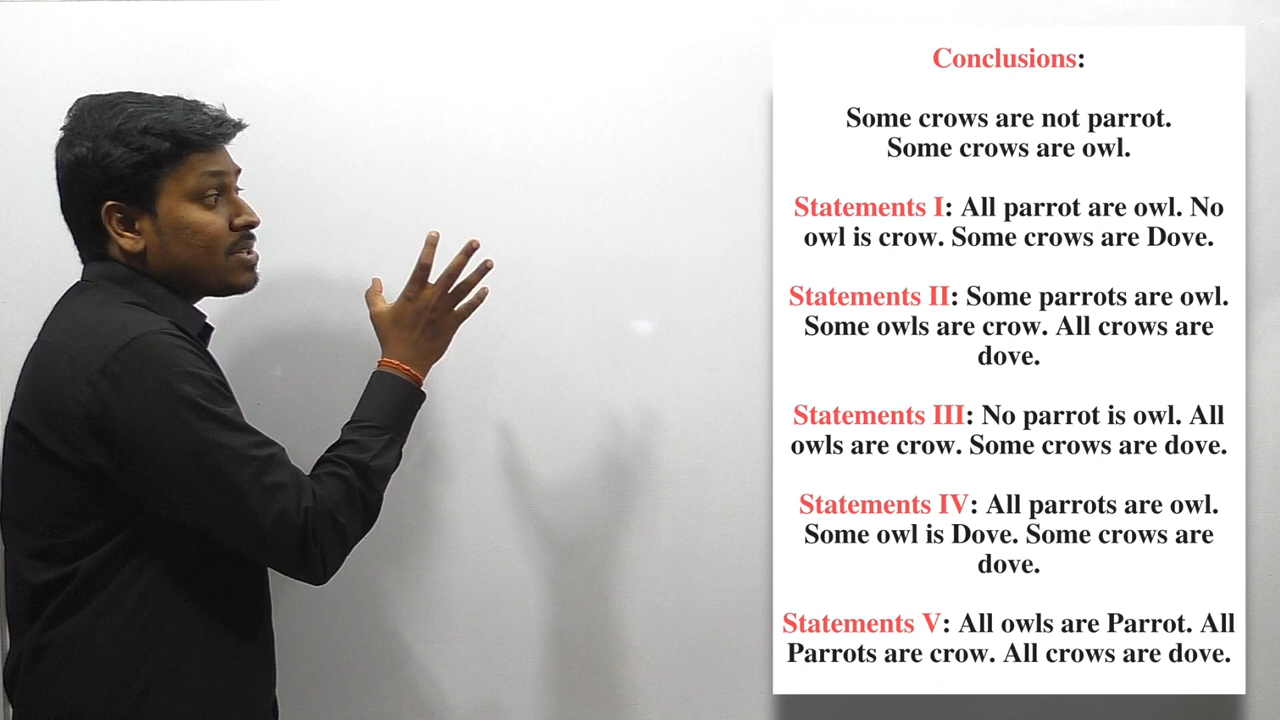 Conclusions:
Some crows are not parrot.
Some crows are owl.
Statements I: All parrot are owl. No
owl is crow. Some crows are Dove.
Statements II: Some parrots are owl.
Some owls are crow. All crows are
dove.
Statements III: No parrot is owl. All
owls are crow. Some crows are dove.
Statements IV: All parrots are owl.
Some owl is Dove. Some crows are
dove.
Statements V: All owls are Parrot. All
Parrots are crow. All crows are dove.